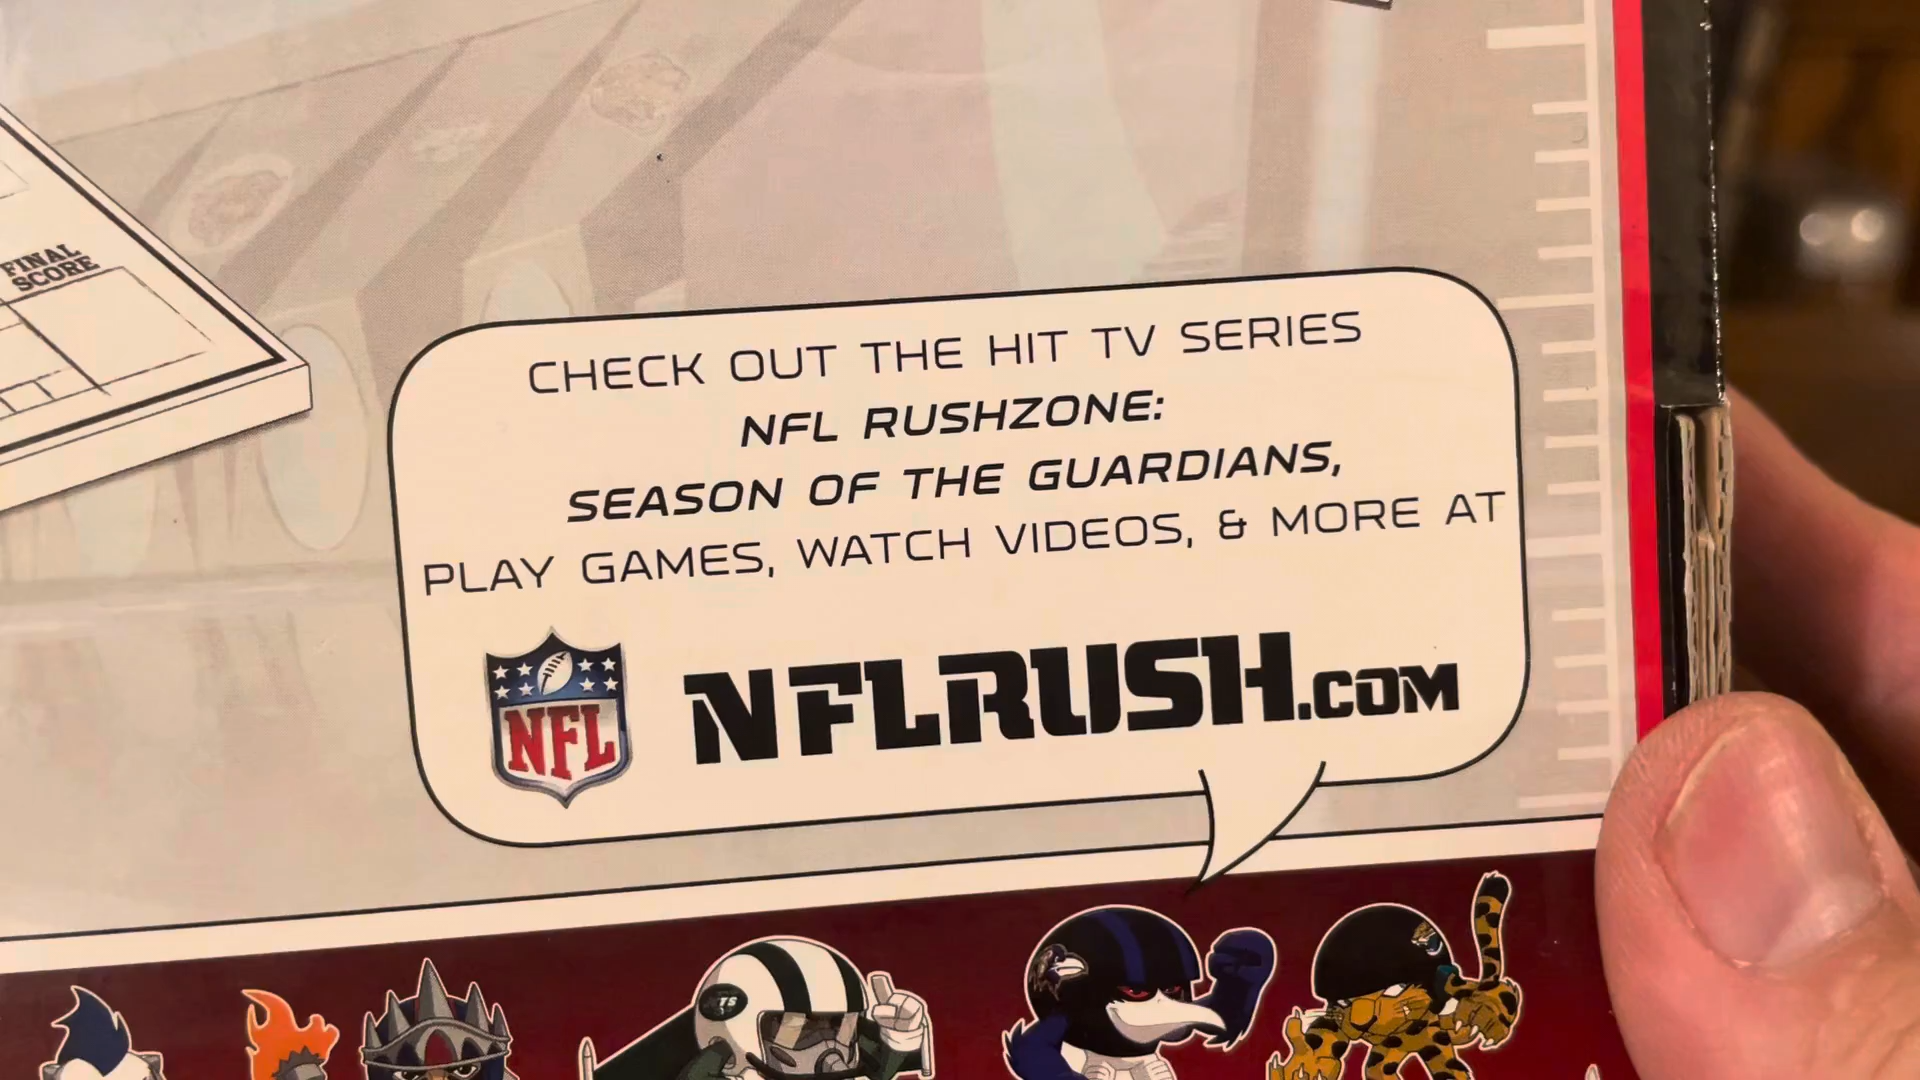 FINAL
SCORE
CHECK OUT THE HIT TV SERIES
NFL RUSHZONE:
SEASON OF THE GUARDIANS,
PLAY GAMES, WATCH VIDEOS, & MORE AT
NFL
NFLRUSH.COM